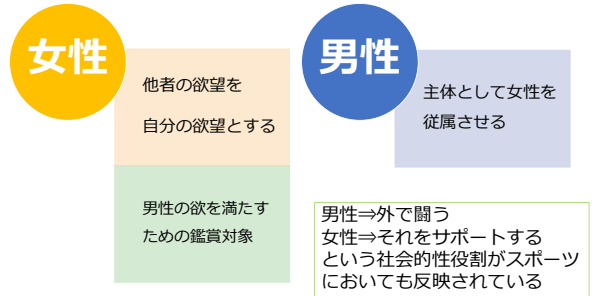 女性
他者の欲望を
自分の欲望とする
男性の欲を満たす
ための鑑賞対象
男性
主体として女性を
従属させる
男性⇒外で闘う
女性⇒それをサポートする
という社会的性役割がスポーツ
においても反映されている